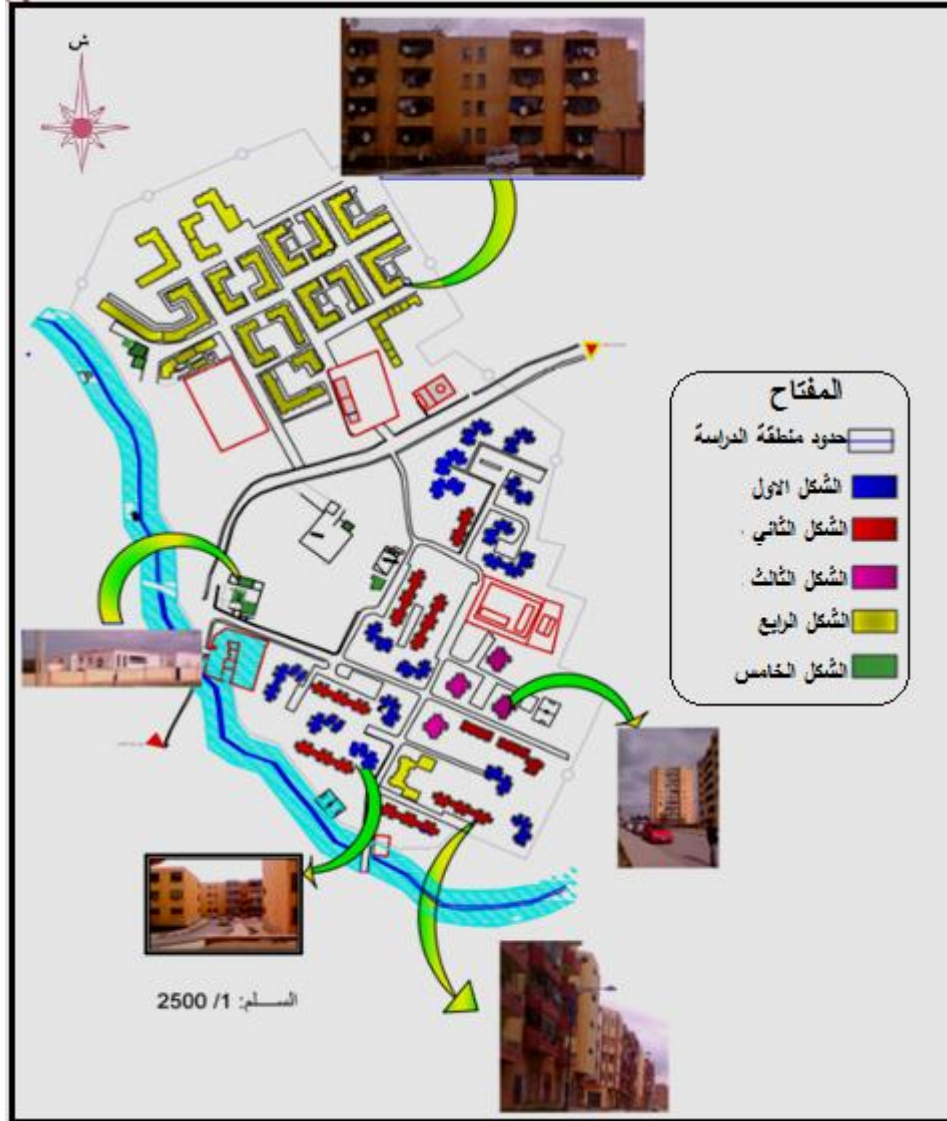 ش
المفتاح
حدود منطقة الدراسة
الشكل الاول
الشكل الثاني
الشكل الثالث
الشكل الرابع
الشكل الخامس
السلم: 1/ 2500